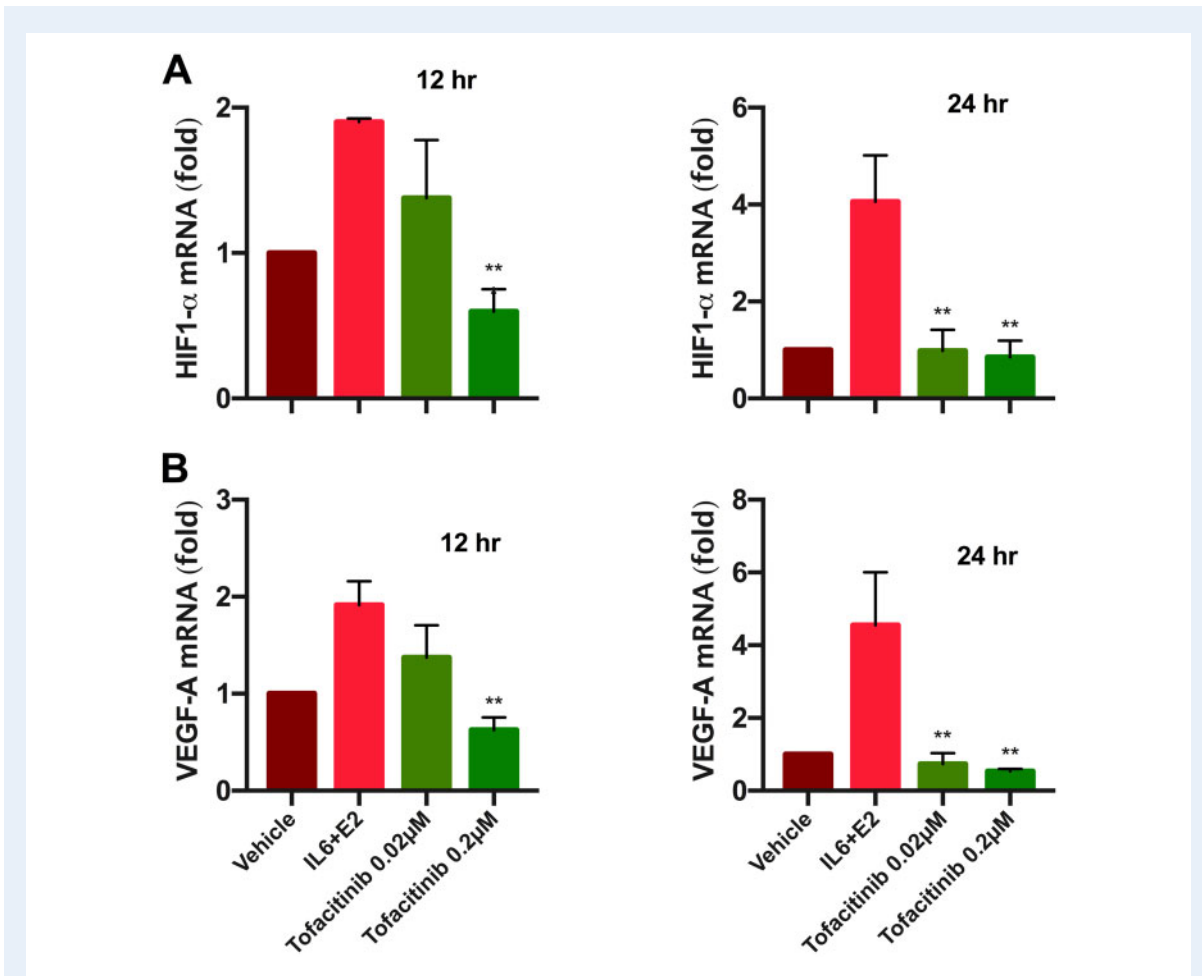 A
12 hr
HIF1-α mRNA (fold)
2
1
0
**
24 hr
HIF1-α mRNA (fold)
6
4
2
0
**
**
B
12 hr
VEGF-A mRNA (fold)
3
2
1
0
**
Vehicle
IL6+E2
Tofacitinib 0.02µM
Tofacitinib 0.2µM
24 hr
VEGF-A mRNA (fold)
8
6
4
2
0
**
**
Vehicle
IL6+E2
Tofacitinib 0.02µM
Tofacitinib 0.2µM